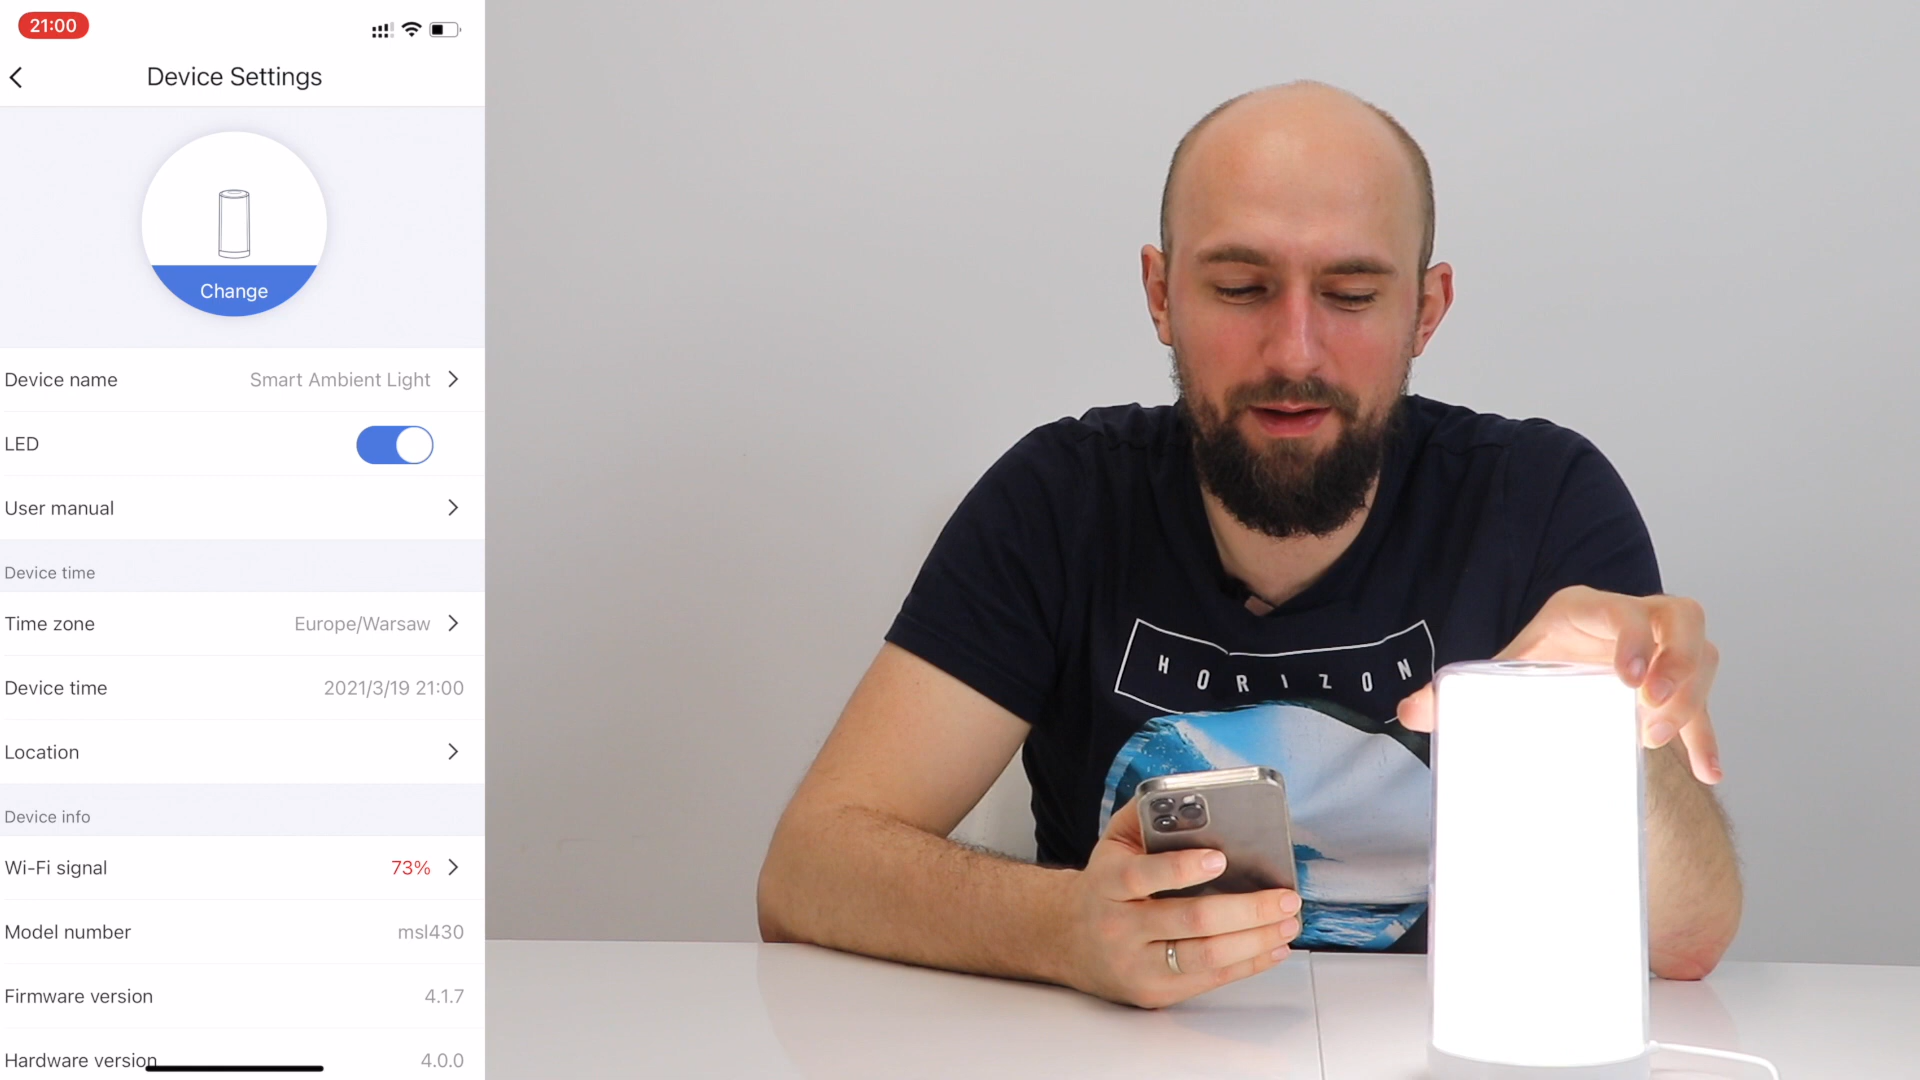 21:00
Device Settings
Change
Device name Smart Ambient Light
LED
User manual
Device time
Time zone Europe/Warsaw
Device time 2021/3/19 21:00
Location
Device info
Wi-Fi signal 73%
Model number msl430
Firmware version 4.1.7
Hardware version 4.0.0
HORIZON